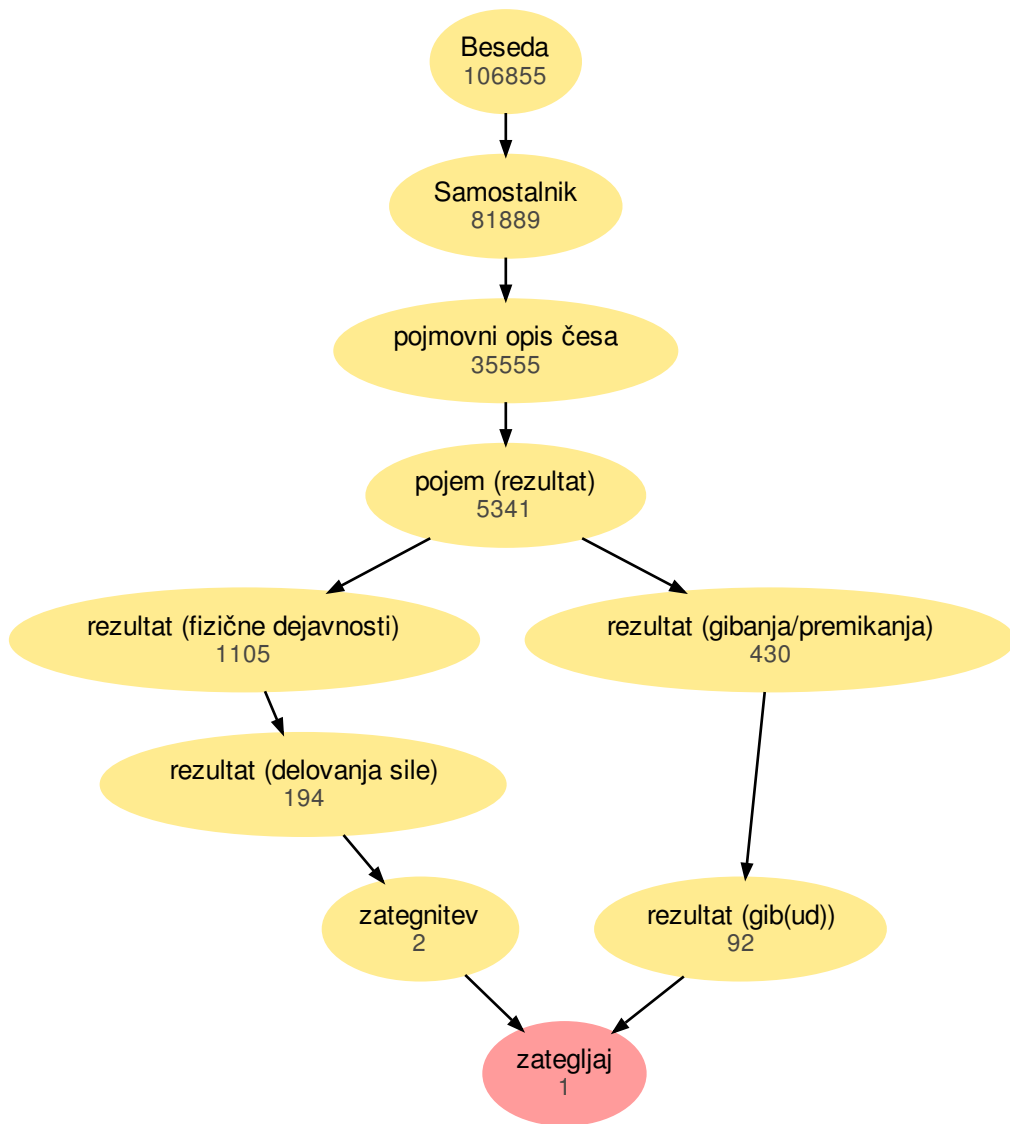 Beseda
106855
Samostalnik
81889
pojmovni opis česa
35555
pojem (rezultat)
5341
rezultat (fizične dejavnosti)
1105
rezultat (gibanja/premikanja)
430
rezultat (delovanja sile)
194
zategnitev
2
rezultat (gib(ud))
92
zategljaj
1